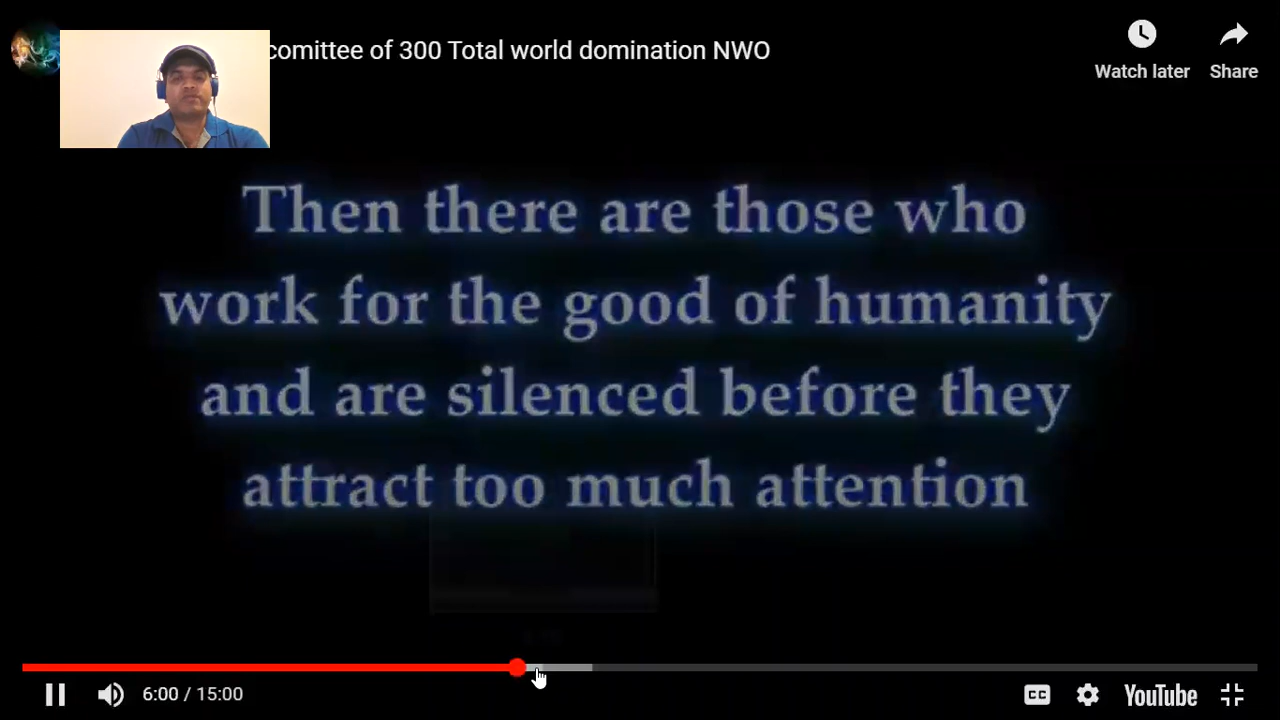 comittee of 300 Total world domination NWO
Watch later
Share
Then there are those who
work for the good of humanity
and are silenced before they
attract too much attention
6:00 / 15:00
CC
YouTube